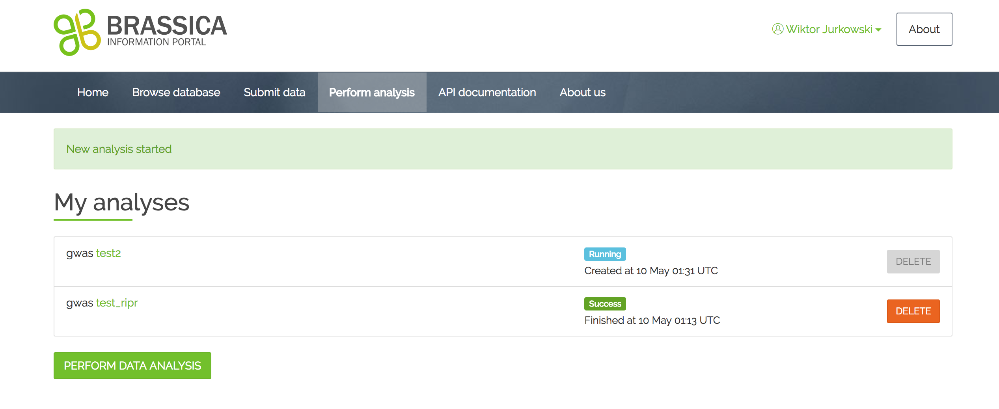 BRASSICA
INFORMATION PORTAL
Wiktor Jurkowski
About
Home Browse database Submit data Perform analysis API documentation About us
New analysis started
My analyses
gwas test2
Running
Created at 10 May 01:31 UTC
DELETE
gwas test_ripr
Success
Finished at 10 May 01:13 UTC
DELETE
PERFORM DATA ANALYSIS